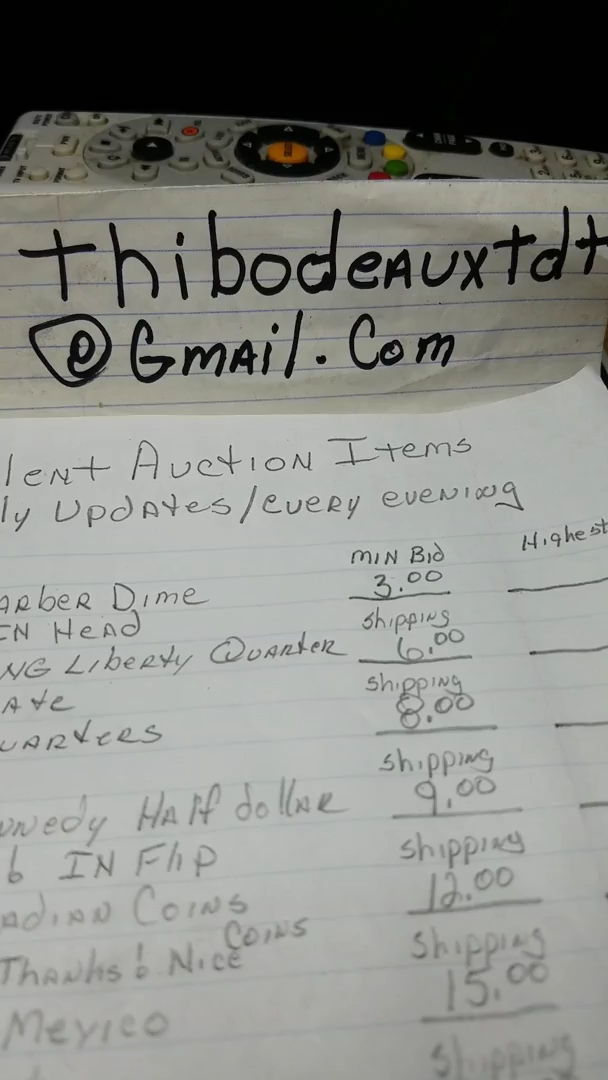 thibodeauxtdt
@Gmail.Com
lent Auction Items
ly Updates/every evening
Min Bid
Highest
arber Dime
3.00
en Head
shipping
ng Liberty Quarter
6.00
ate
shipping
uarters
8.00
shipping
nnedy Half dollar
9.00
6 IN Flip
shipping
adian Coins
12.00
Thanks! Nice Coins
shipping
15.00
Mexico
shipping